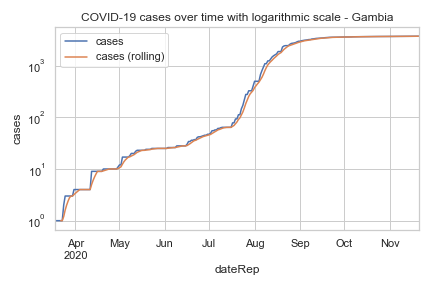 COVID-19 cases over time with logarithmic scale - Gambia
cases
cases (rolling)
cases
10³
10²
10¹
10⁰
Apr May Jun Jul Aug Sep Oct Nov
2020
dateRep